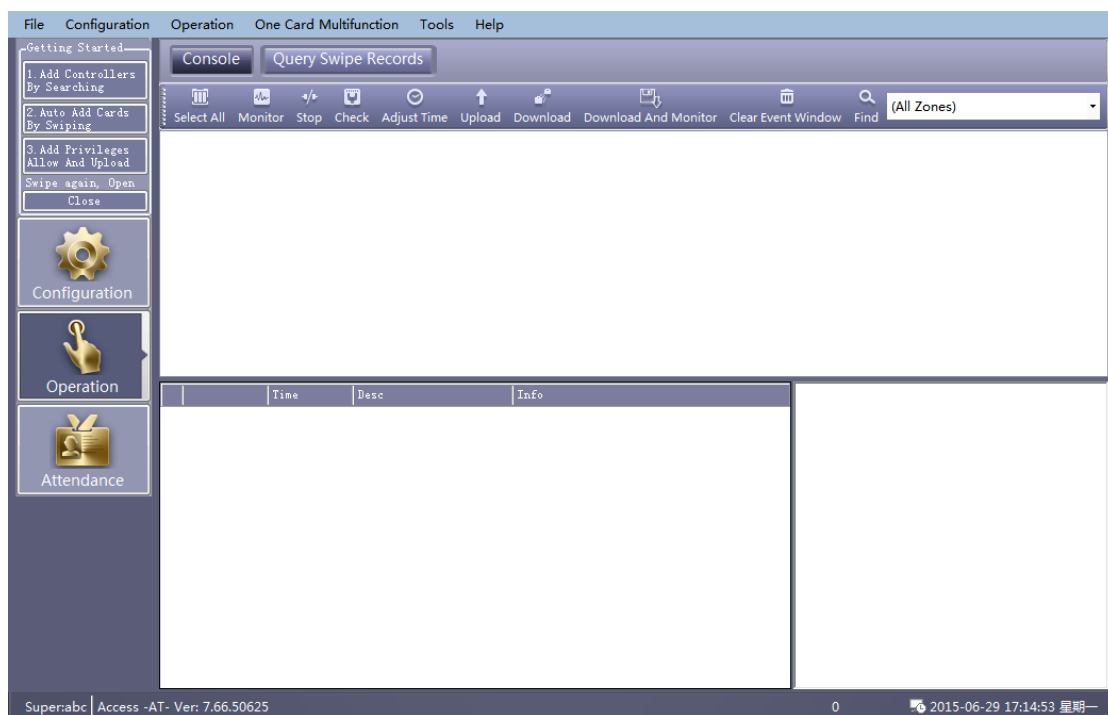 File Configuration Operation One Card Multifunction Tools Help
Getting Started
1. Add Controllers
By Searching
2. Auto Add Cards
By Swiping
3. Add Privileges
Allow And Upload
Swipe again, Open
Close
Configuration
Operation
Attendance
Console Query Swipe Records
Select All Monitor Stop Check Adjust Time Upload Download Download And Monitor Clear Event Window Find (All Zones)
Time Desc Info
Super:abc Access -AT- Ver: 7.66.50625 0 2015-06-29 17:14:53 星期一